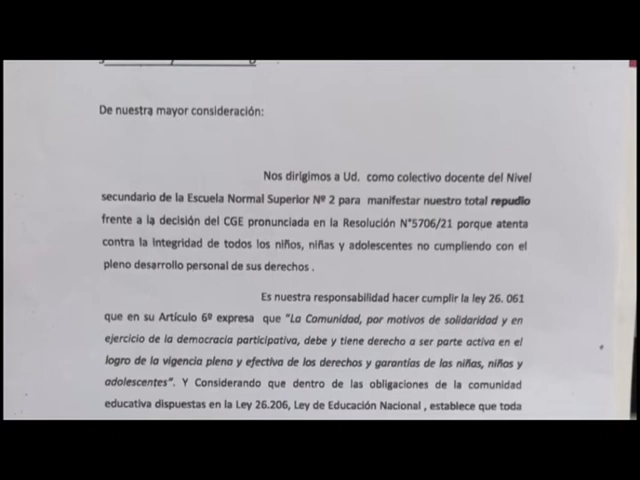 De nuestra mayor consideración:
Nos dirigimos a Ud. como colectivo docente del Nivel
secundario de la Escuela Normal Superior Nº 2 para manifestar nuestro total repudio
frente a la decisión del CGE pronunciada en la Resolución N°5706/21 porque atenta
contra la integridad de todos los niños, niñas y adolescentes no cumpliendo con el
pleno desarrollo personal de sus derechos .
Es nuestra responsabilidad hacer cumplir la ley 26. 061
que en su Artículo 6º expresa que "La Comunidad, por motivos de solidaridad y en
ejercicio de la democracia participativa, debe y tiene derecho a ser parte activa en el
logro de la vigencia plena y efectiva de los derechos y garantías de las niñas, niños y
adolescentes". Y Considerando que dentro de las obligaciones de la comunidad
educativa dispuestas en la Ley 26.206, Ley de Educación Nacional , establece que toda